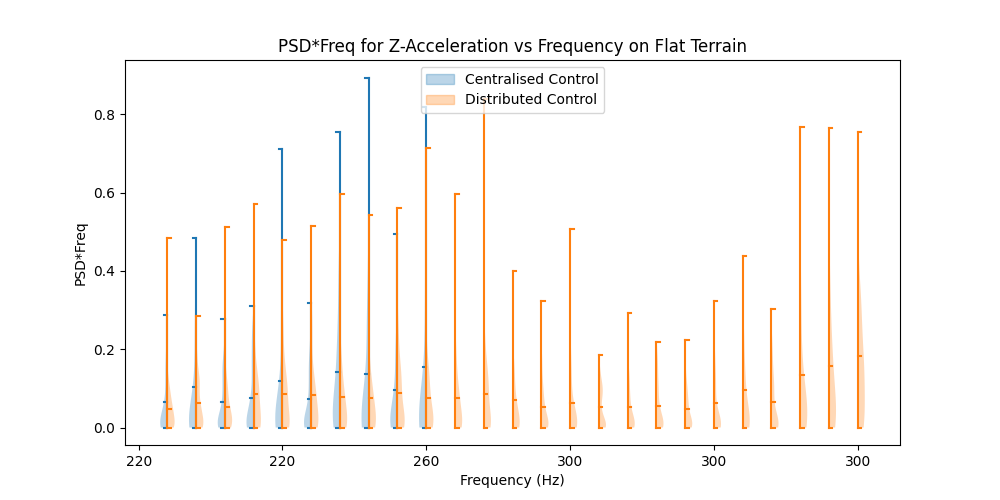 PSD*Freq for Z-Acceleration vs Frequency on Flat Terrain
Centralised Control
Distributed Control
PSD*Freq
0.8
0.6
0.4
0.2
0.0
220 220 260 300 300 300
Frequency (Hz)